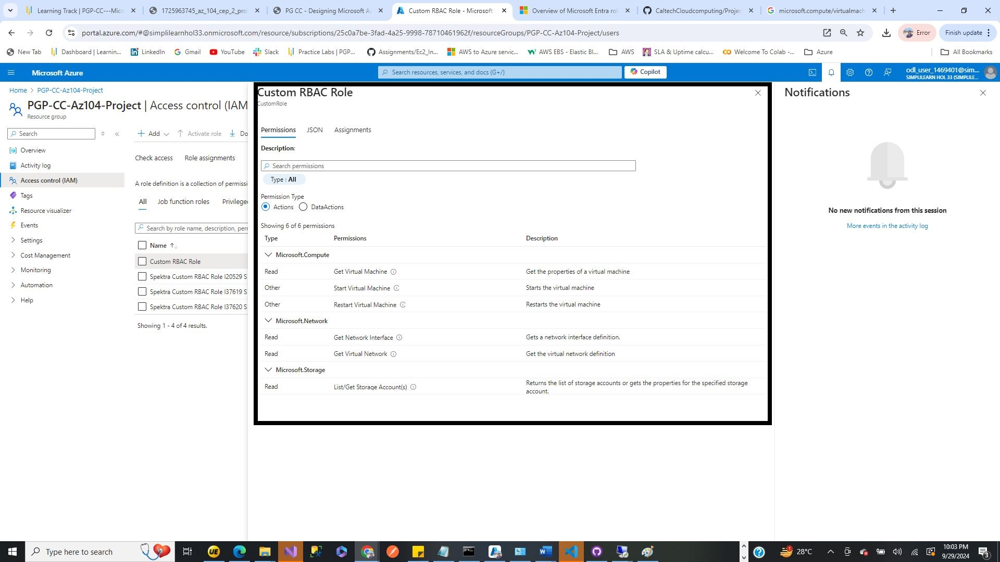 Learning Track | PGP-CC---Micr
1725963745_az_104_cep_2_prob
PG CC - Designing Microsoft Az
Custom RBAC Role - Microsoft
Overview of Microsoft Entra rol
CaltechCloudcomputing/Projec
microsoft.compute/virtualmach
portal.azure.com/#@simplilearnhol33.onmicrosoft.com/resource/subscriptions/25c0a7be-3fad-4a25-9998-78710461962f/resourceGroups/PGP-CC-Az104-Project/users
Error
Finish update
New Tab
Dashboard | Learnin...
LinkedIn
Gmail
YouTube
Slack
Practice Labs | PGP...
Assignments/Ec2_In...
AWS to Azure servic...
AWS EBS - Elastic Bl...
AWS
SLA & Uptime calcu...
Welcome To Colab -...
Azure
All Bookmarks
Microsoft Azure
Search resources, services, and docs (G+/)
Copilot
odl_user_1469401@sim...
SIMPLILEARN HOL 33 (SIMPLILE...
Home > PGP-CC-Az104-Project
PGP-CC-Az104-Project | Access control (IAM
Resource group
Search
Overview
Activity log
Access control (IAM)
Tags
Resource visualizer
Events
Settings
Cost Management
Monitoring
Automation
Help
Add
Activate role
Do
Check access
Role assignments
A role definition is a collection of permissi
All
Job function roles
Privilege
Search by role name, description, perr
Name
Custom RBAC Role
Spektra Custom RBAC Role I20529 S
Spektra Custom RBAC Role I37619 S
Spektra Custom RBAC Role I37620 S
Showing 1 - 4 of 4 results.
Custom RBAC Role
CustomRole
Permissions
JSON
Assignments
Description:
Search permissions
Type : All
Permission Type
Actions
DataActions
Showing 6 of 6 permissions
Type Permissions Description
Microsoft.Compute
Read Get Virtual Machine Get the properties of a virtual machine
Other Start Virtual Machine Starts the virtual machine
Other Restart Virtual Machine Restarts the virtual machine
Microsoft.Network
Read Get Network Interface Gets a network interface definition.
Read Get Virtual Network Get the virtual network definition
Microsoft.Storage
Read List/Get Storage Account(s) Returns the list of storage accounts or gets the properties for the specified storage
account.
Notifications
No new notifications from this session
More events in the activity log
Type here to search
28°C
10:03 PM
9/29/2024
3